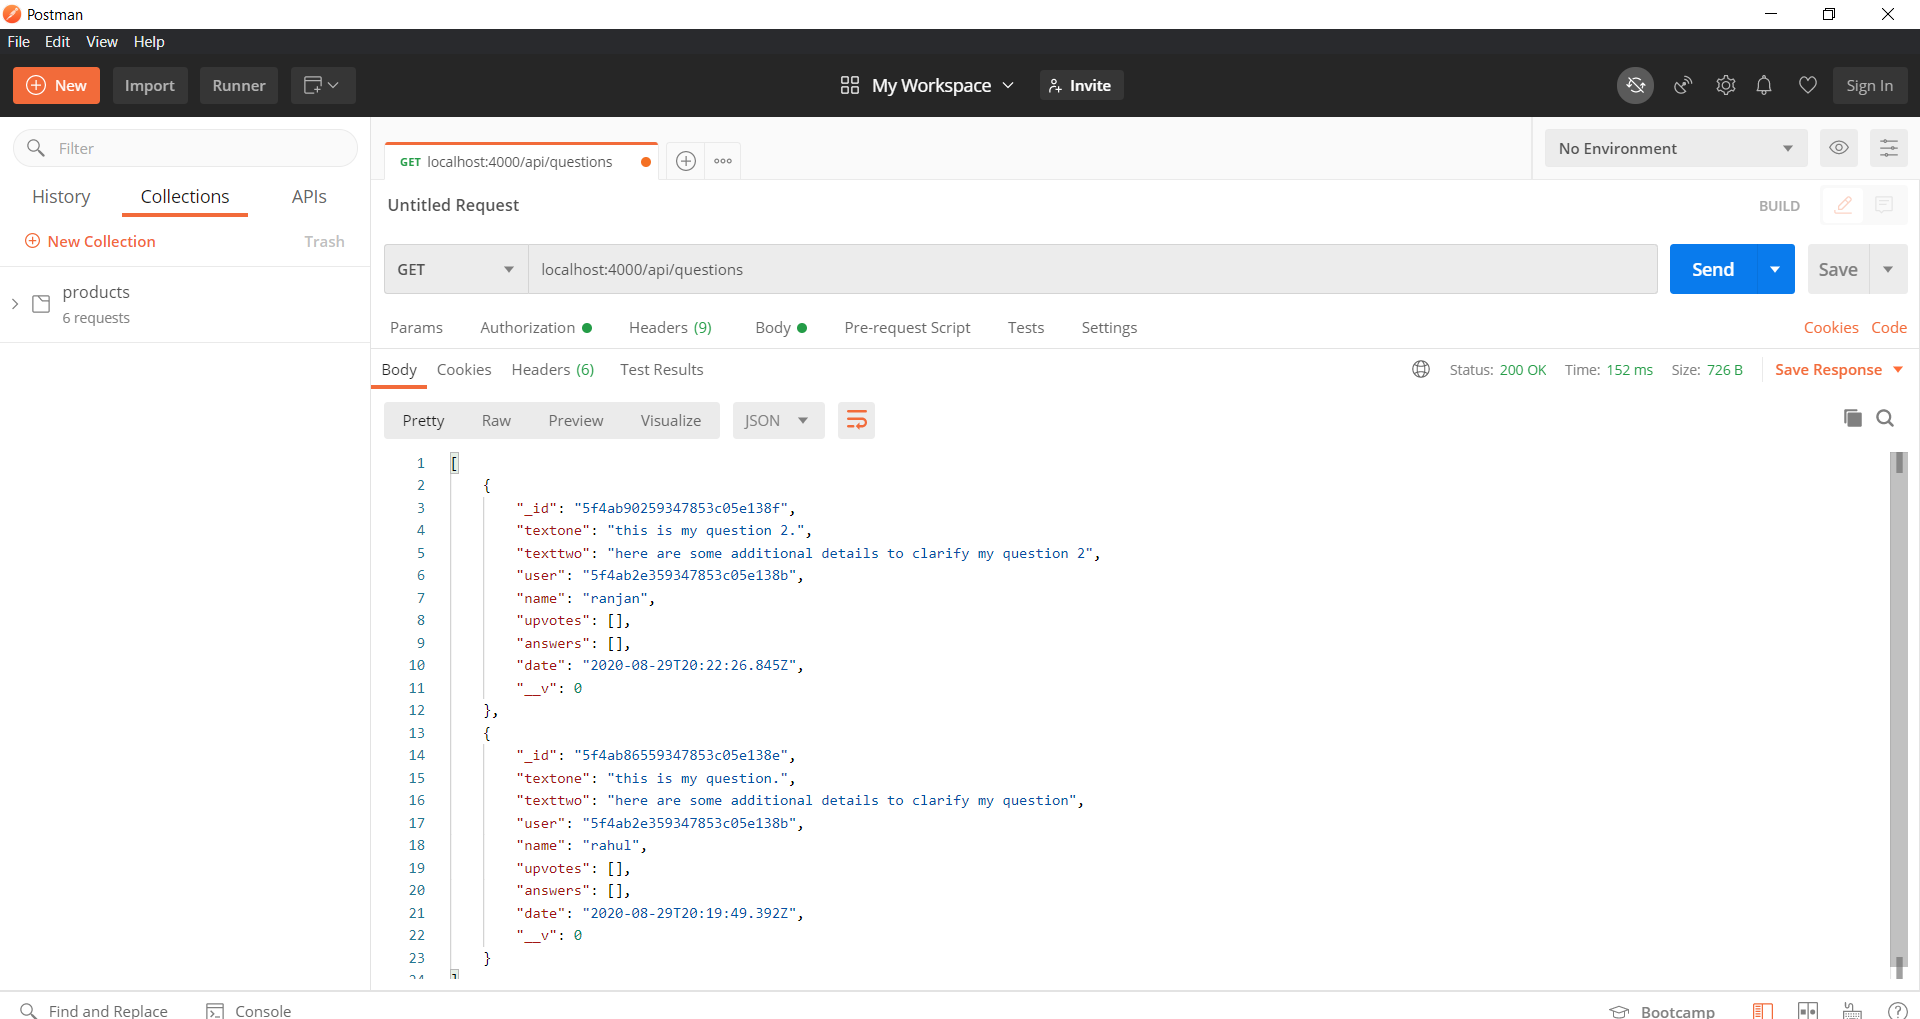 Postman
File Edit View Help
New Import Runner My Workspace Invite Sign In
Filter
History Collections APIs
New Collection Trash
products
6 requests
GET localhost:4000/api/questions No Environment
Untitled Request BUILD
GET localhost:4000/api/questions Send Save
Params Authorization Headers (9) Body Pre-request Script Tests Settings Cookies Code
Body Cookies Headers (6) Test Results Status: 200 OK Time: 152 ms Size: 726 B Save Response
Pretty Raw Preview Visualize JSON
1 [
2 {
3 "_id": "5f4ab90259347853c05e138f",
4 "textone": "this is my question 2.",
5 "texttwo": "here are some additional details to clarify my question 2",
6 "user": "5f4ab2e359347853c05e138b",
7 "name": "ranjan",
8 "upvotes": [],
9 "answers": [],
10 "date": "2020-08-29T20:22:26.845Z",
11 "__v": 0
12 },
13 {
14 "_id": "5f4ab86559347853c05e138e",
15 "textone": "this is my question.",
16 "texttwo": "here are some additional details to clarify my question",
17 "user": "5f4ab2e359347853c05e138b",
18 "name": "rahul",
19 "upvotes": [],
20 "answers": [],
21 "date": "2020-08-29T20:19:49.392Z",
22 "__v": 0
23 }
24 ]
Find and Replace Console Bootcamp